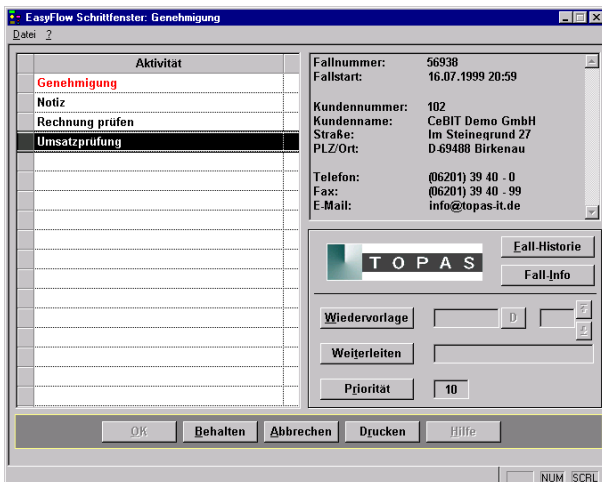 EasyFlow Schrittfenster: Genehmigung
Datei ?
Aktivität
Genehmigung
Notiz
Rechnung prüfen
Umsatzprüfung
Fallnummer: 56938
Fallstart: 16.07.1999 20:59
Kundennummer: 102
Kundenname: CeBIT Demo GmbH
Straße: Im Steinegrund 27
PLZ/Ort: D-69488 Birkenau
Telefon: (06201) 39 40 - 0
Fax: (06201) 39 40 - 99
E-Mail: info@topas-it.de
TOPAS
Fall-Historie
Fall-Info
Wiedervorlage D
Weiterleiten
Priorität 10
OK Behalten Abbrechen Drucken Hilfe
NUM SCRL